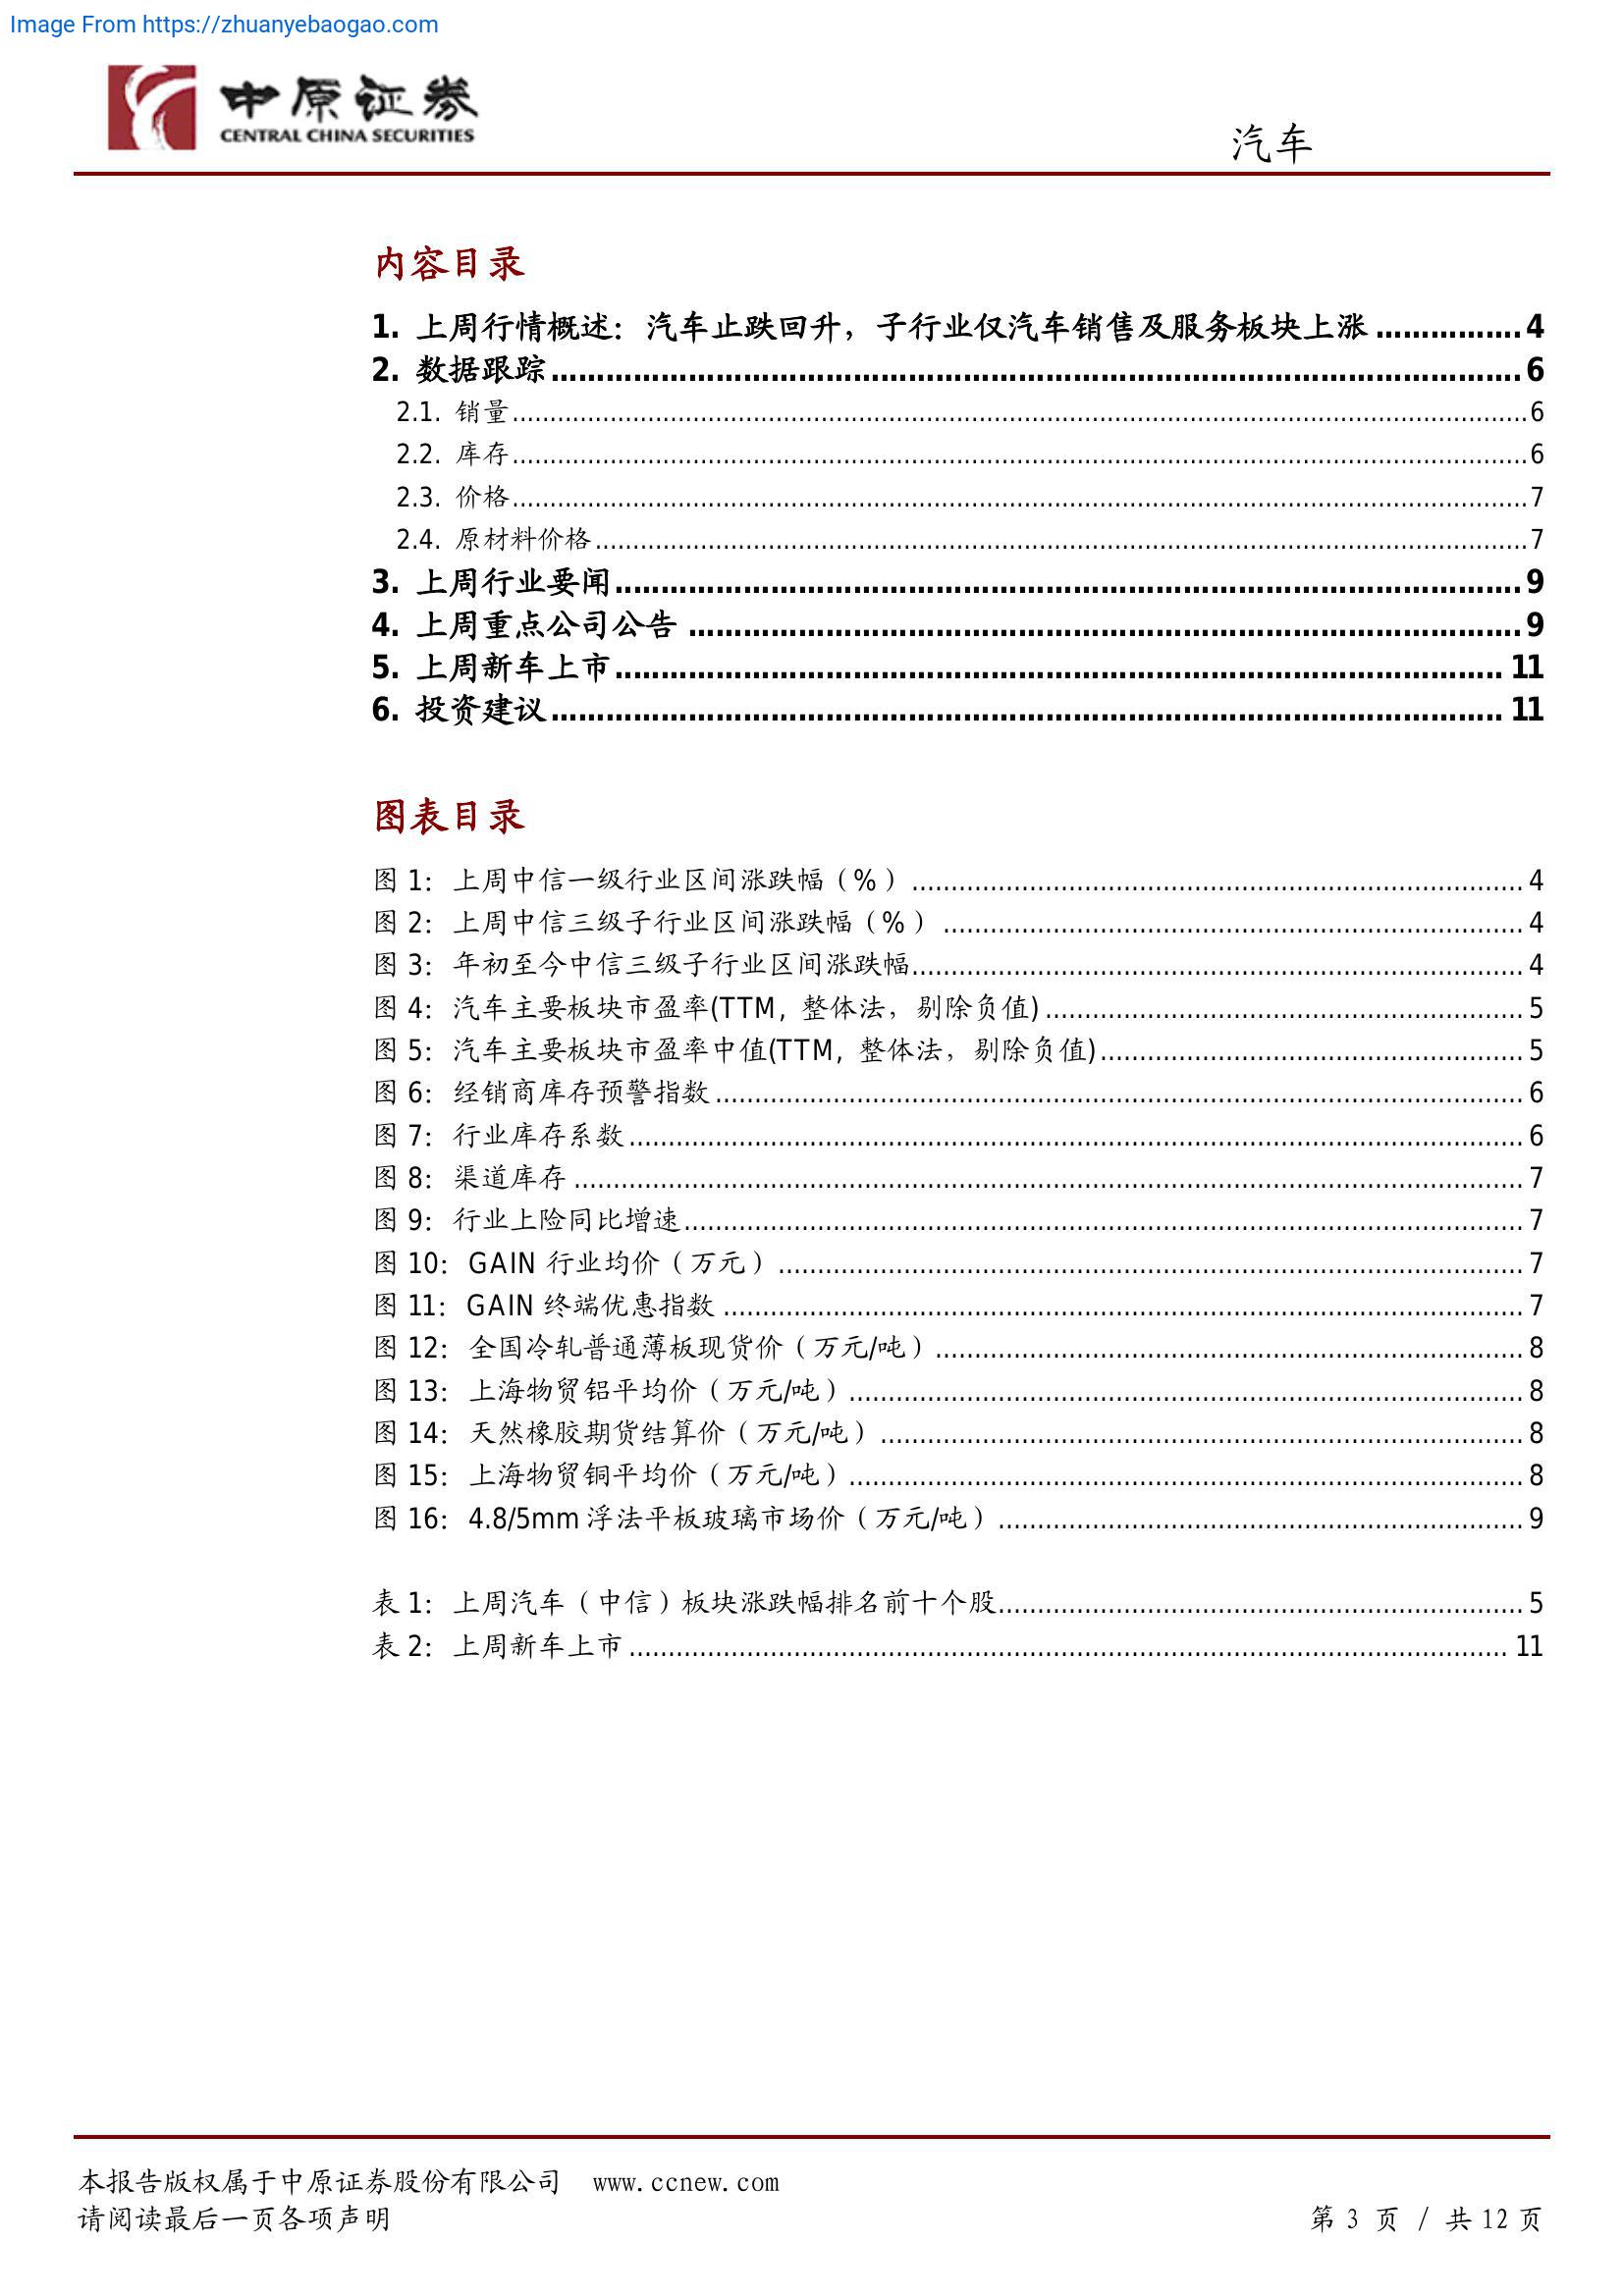 Image From https://zhuanyebaogao.com
中原证券
CENTRAL CHINA SECURITIES
汽车
内容目录
1. 上周行情概述：汽车止跌回升，子行业仅汽车销售及服务板块上涨................4
2. 数据跟踪................6
2.1. 销量................6
2.2. 库存................6
2.3. 价格................7
2.4. 原材料价格................7
3. 上周行业要闻................9
4. 上周重点公司公告................9
5. 上周新车上市................11
6. 投资建议................11
图表目录
图 1：上周中信一级行业区间涨跌幅（%）................4
图 2：上周中信三级子行业区间涨跌幅（%）................4
图 3：年初至今中信三级子行业区间涨跌幅................4
图 4：汽车主要板块市盈率(TTM，整体法，剔除负值)................5
图 5：汽车主要板块市盈率中值(TTM，整体法，剔除负值)................5
图 6：经销商库存预警指数................6
图 7：行业库存系数................6
图 8：渠道库存................7
图 9：行业上险同比增速................7
图 10：GAIN 行业均价（万元）................7
图 11：GAIN 终端优惠指数................7
图 12：全国冷轧普通薄板现货价（万元/吨）................8
图 13：上海物贸铝平均价（万元/吨）................8
图 14：天然橡胶期货结算价（万元/吨）................8
图 15：上海物贸铜平均价（万元/吨）................8
图 16：4.8/5mm 浮法平板玻璃市场价（万元/吨）................9
表 1：上周汽车（中信）板块涨跌幅排名前十个股................5
表 2：上周新车上市................11
本报告版权属于中原证券股份有限公司 www.ccnew.com
请阅读最后一页各项声明
第 3 页 / 共 12 页